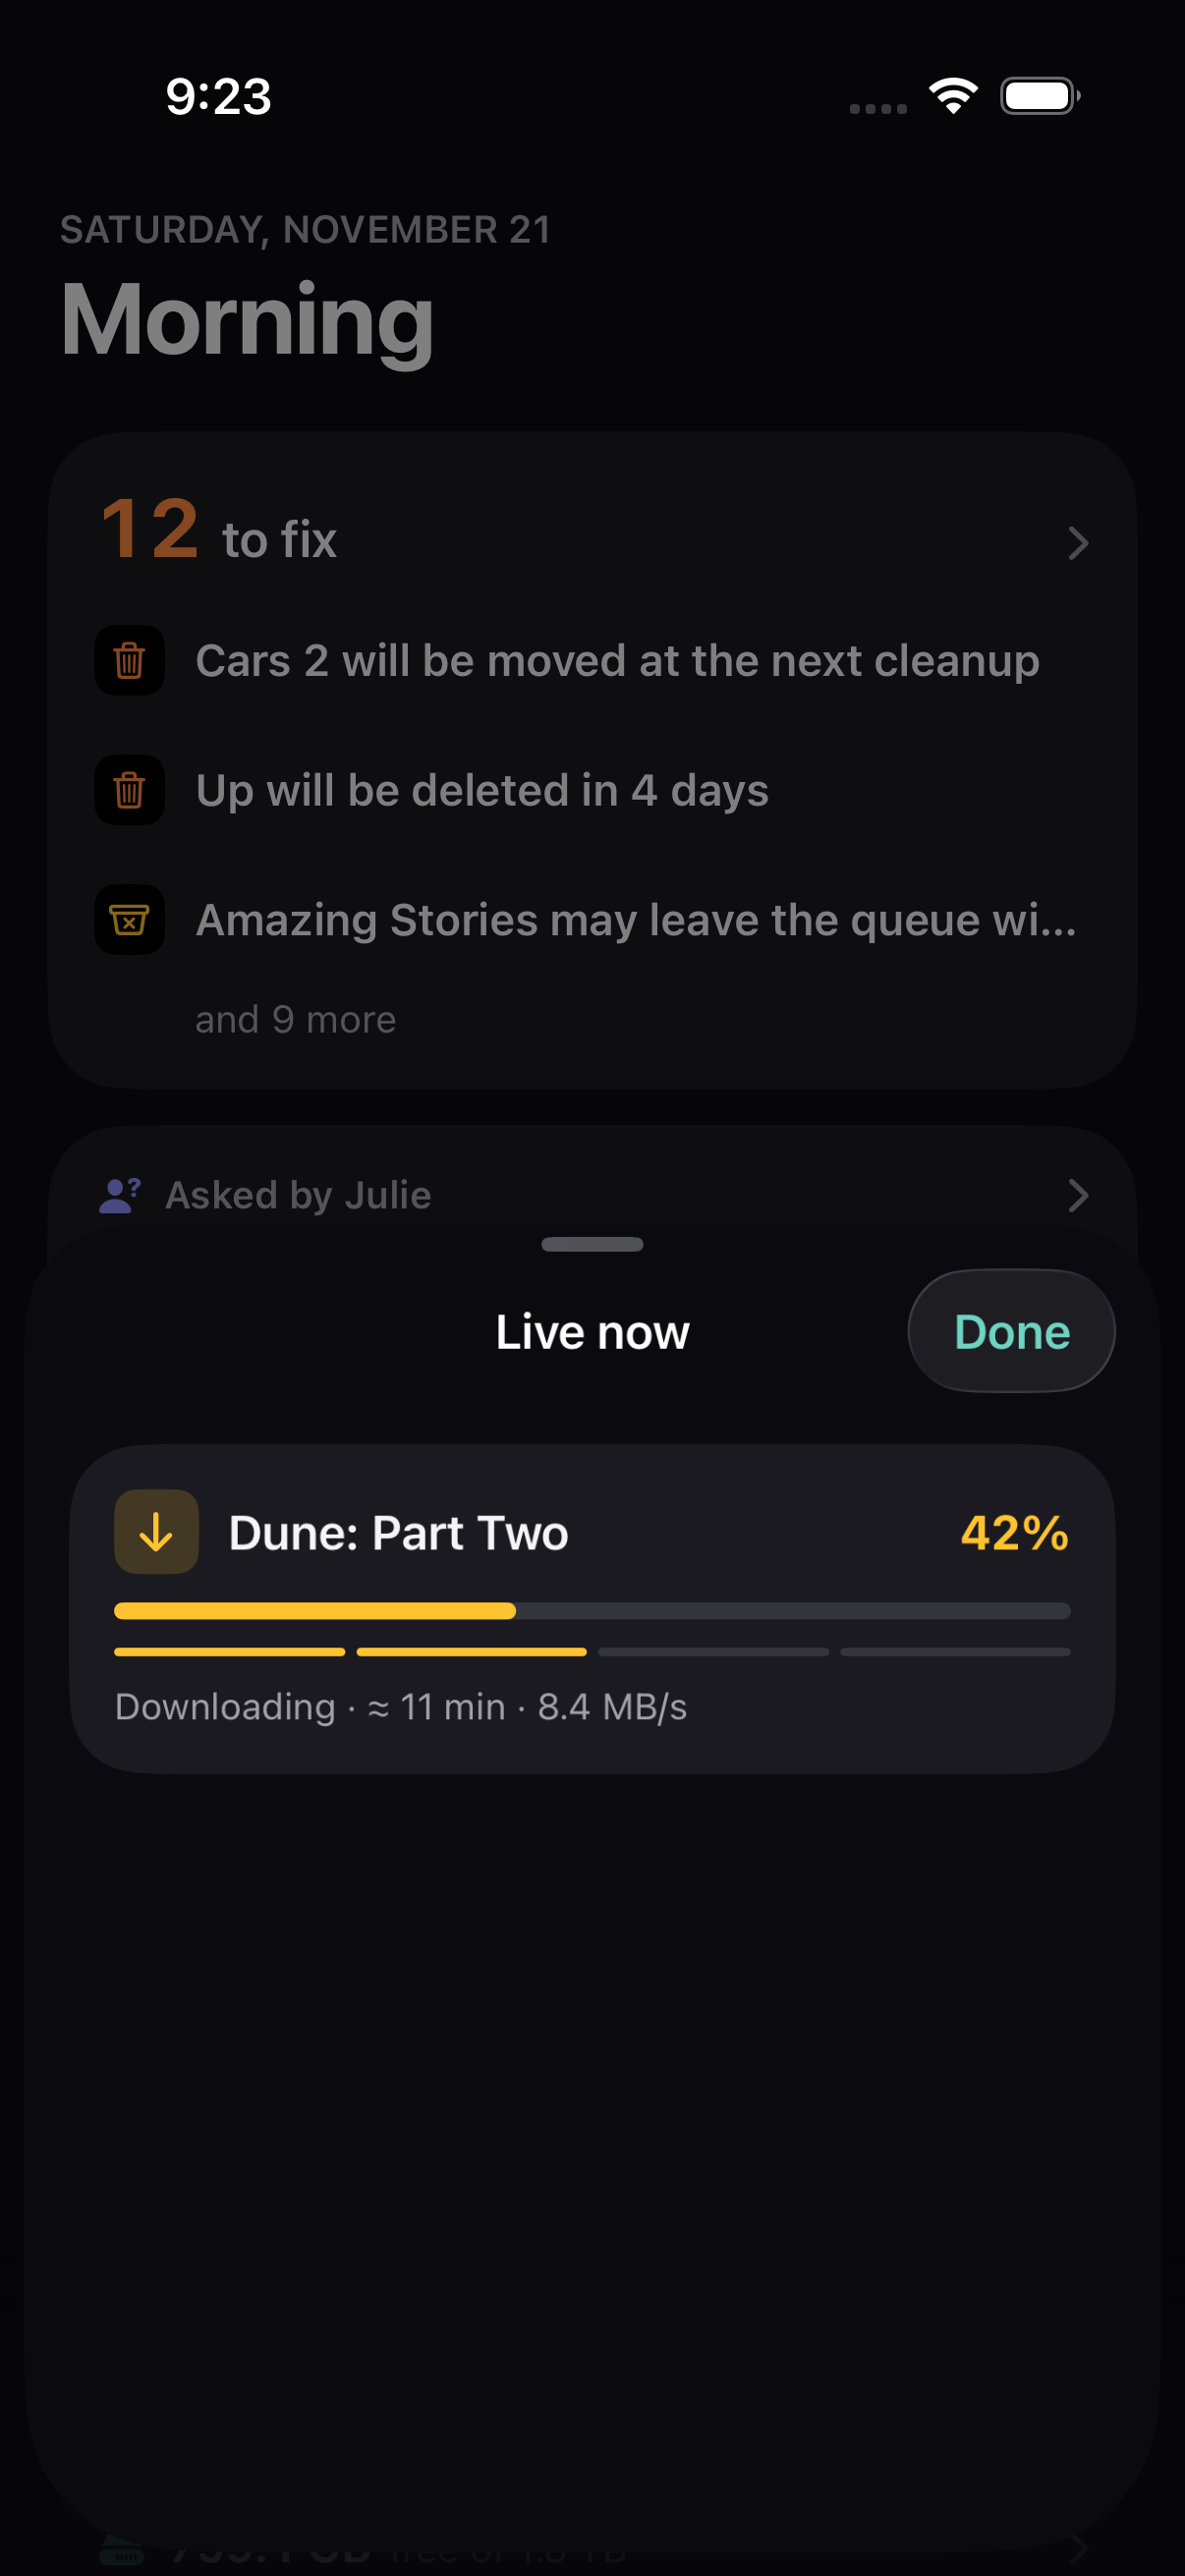 9:23
SATURDAY, NOVEMBER 21
Morning
12 to fix
Cars 2 will be moved at the next cleanup
Up will be deleted in 4 days
Amazing Stories may leave the queue wi...
and 9 more
Asked by Julie
Live now
Done
Dune: Part Two
42%
Downloading · ≈ 11 min · 8.4 MB/s